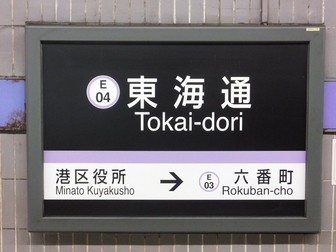 E
04
東海通
Tokai-dori
港区役所
Minato Kuyakusho
→
E
03
六番町
Rokuban-cho